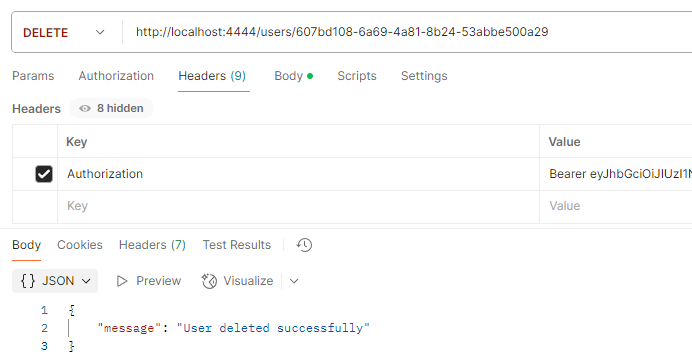 DELETE http://localhost:4444/users/607bd108-6a69-4a81-8b24-53abbe500a29
Params Authorization Headers (9) Body Scripts Settings
Headers 8 hidden
Key Value
Authorization Bearer eyJhbGciOiJIUzI1N
Key Value
Body Cookies Headers (7) Test Results
{} JSON Preview Visualize
1 {
2 "message": "User deleted successfully"
3 }